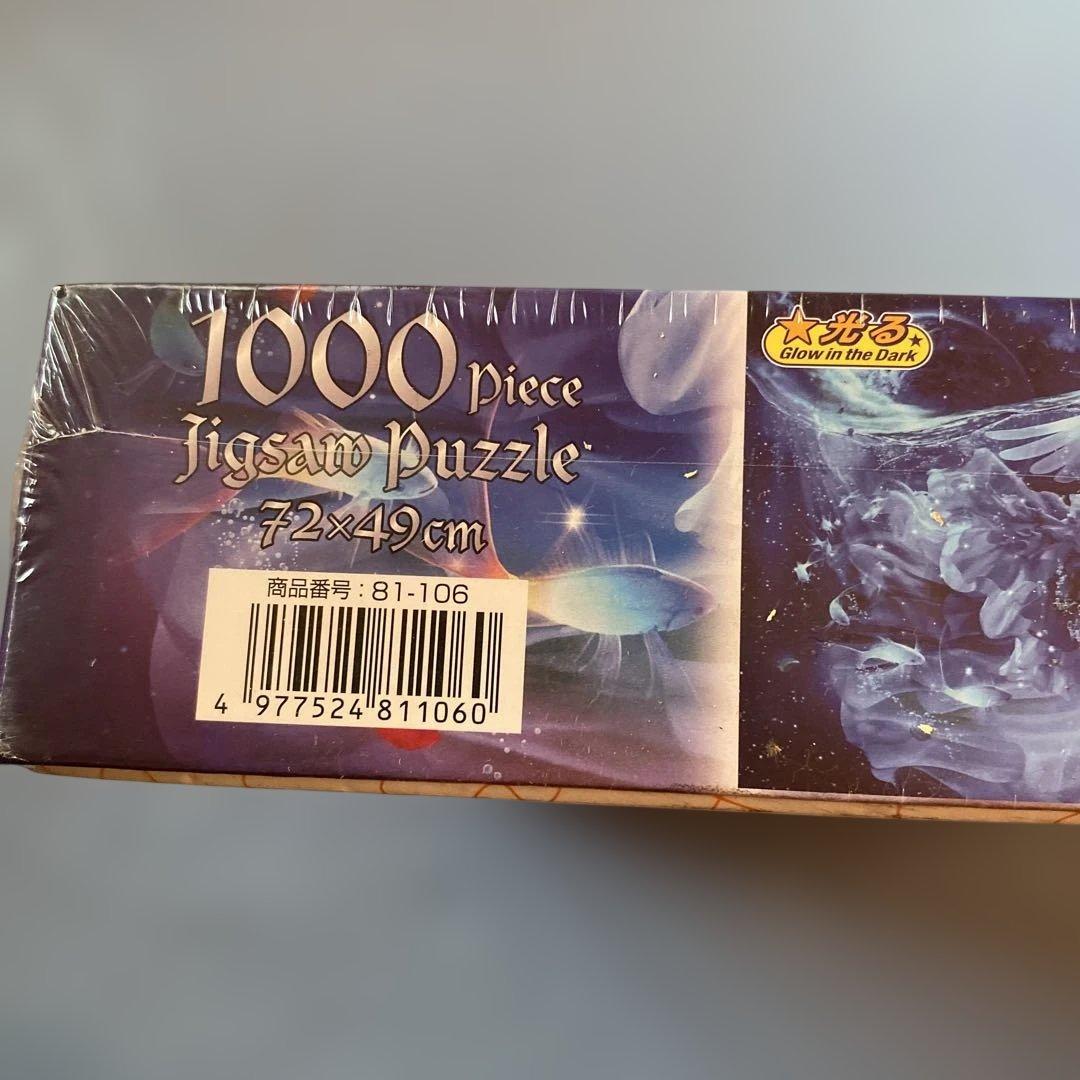 1000 Piece
Jigsaw Puzzle
72×49cm
商品番号：81-106
4 977524 811060
★光る★
Glow in the Dark